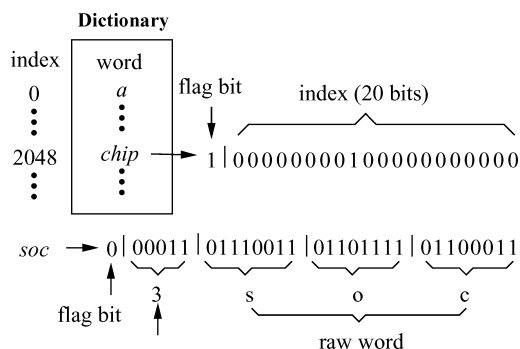 Dictionary
index word
0 a flag bit index (20 bits)
2048 chip 1 | 00000000100000000000
soc 0 | 00011 | 01110011 | 01101111 | 01100011
flag bit 3 s o c
raw word